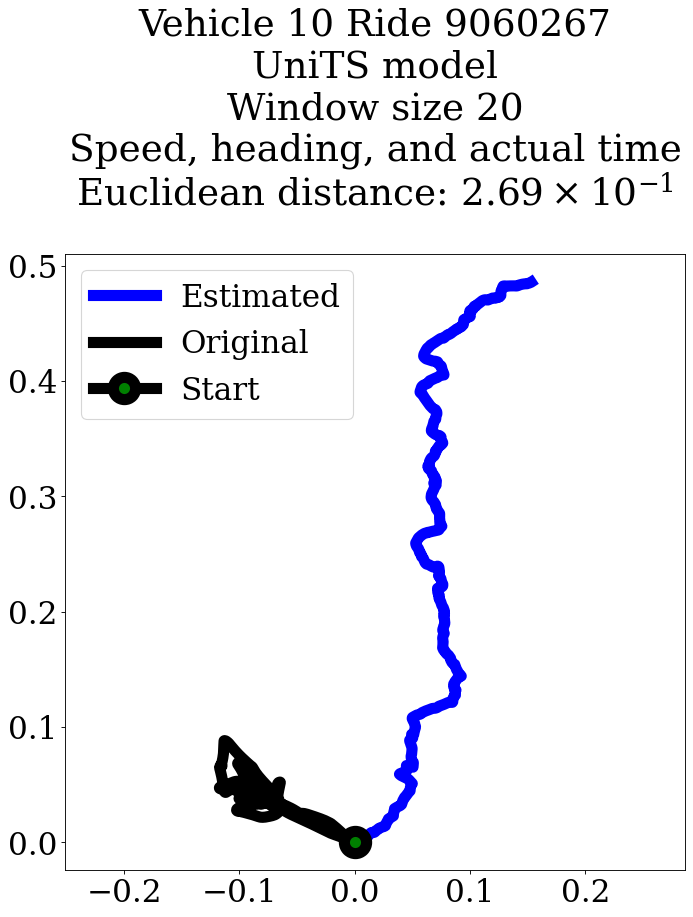 Vehicle 10 Ride 9060267
UniTS model
Window size 20
Speed, heading, and actual time
Euclidean distance: 2.69 × 10⁻¹
0.5
0.4
0.3
0.2
0.1
0.0
Estimated
Original
Start
−0.2 −0.1 0.0 0.1 0.2